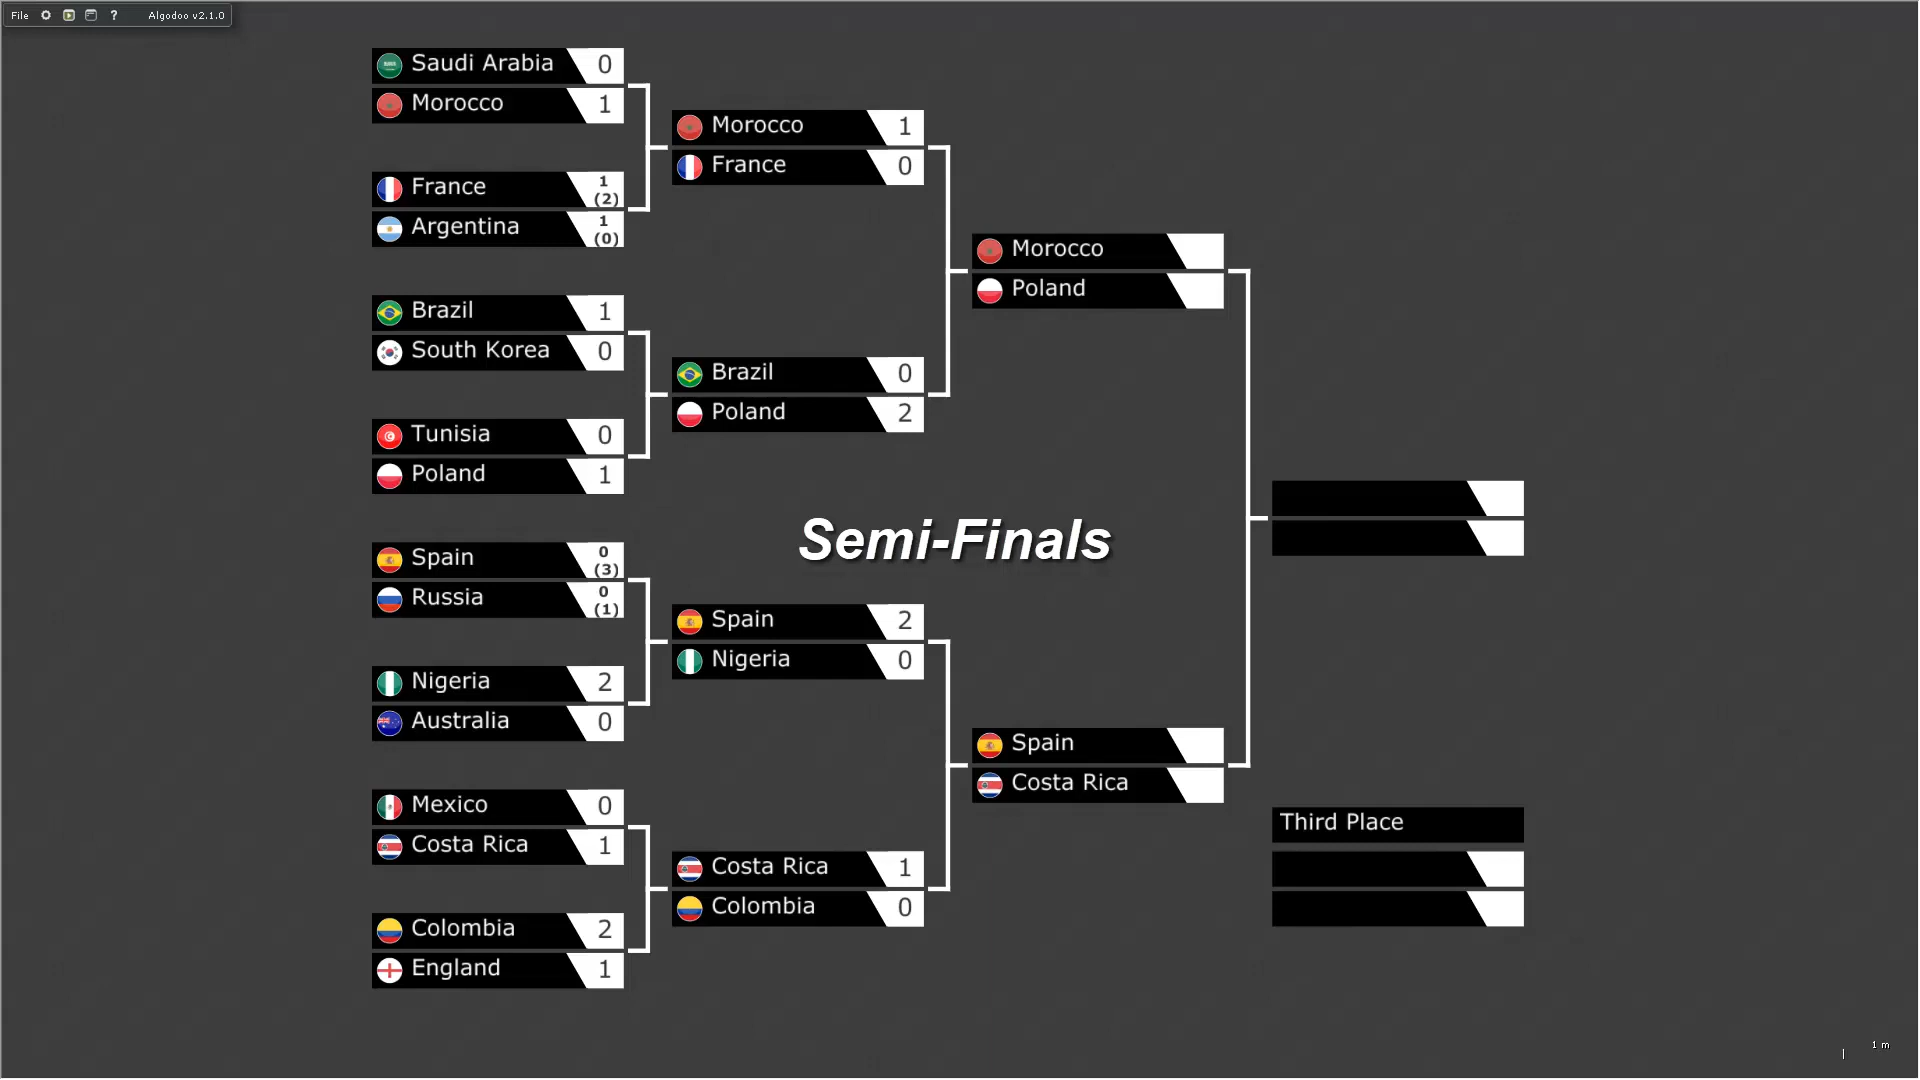 File ? Algodoo v2.1.0
Saudi Arabia 0
Morocco 1
France 1 (2)
Argentina 1 (0)
Brazil 1
South Korea 0
Tunisia 0
Poland 1
Spain 0 (3)
Russia 0 (1)
Nigeria 2
Australia 0
Mexico 0
Costa Rica 1
Colombia 2
England 1
Morocco 1
France 0
Brazil 0
Poland 2
Semi-Finals
Spain 2
Nigeria 0
Costa Rica 1
Colombia 0
Morocco
Poland
Spain
Costa Rica
Third Place
1 m